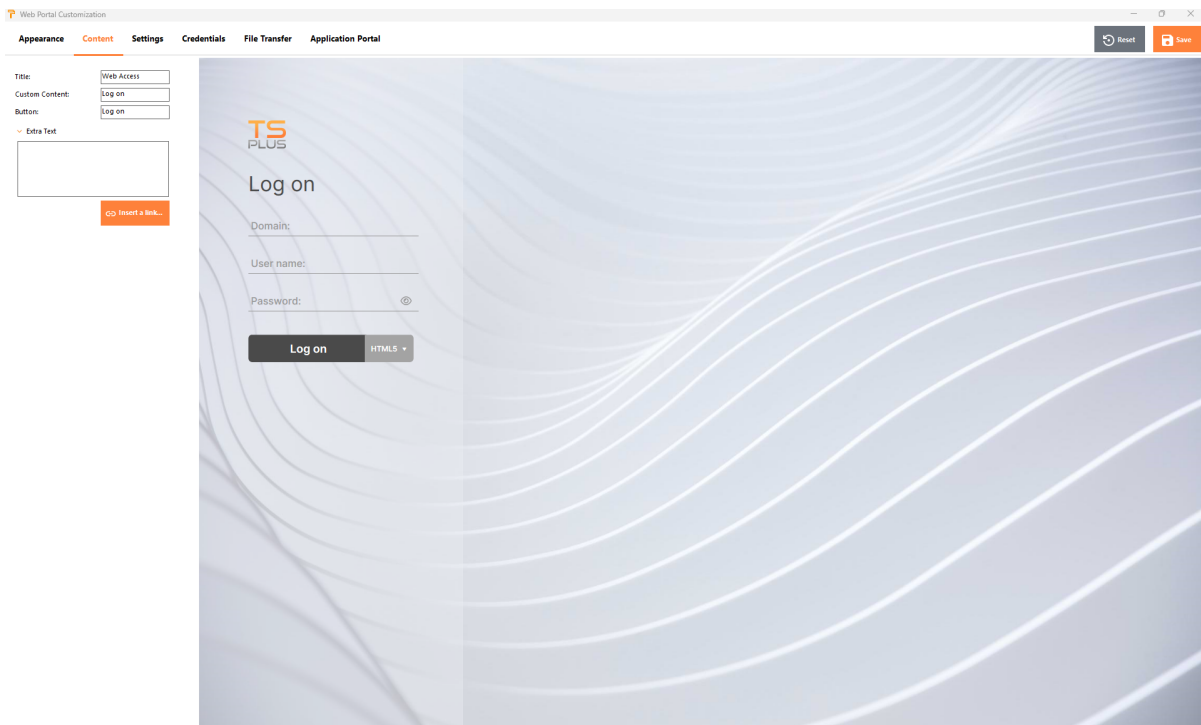 Web Portal Customization
Appearance Content Settings Credentials File Transfer Application Portal Reset Save
Title: Web Access
Custom Content: Log on
Button: Log on
Extra Text
Insert a link...
TS
PLUS
Log on
Domain:
User name:
Password:
Log on HTML5